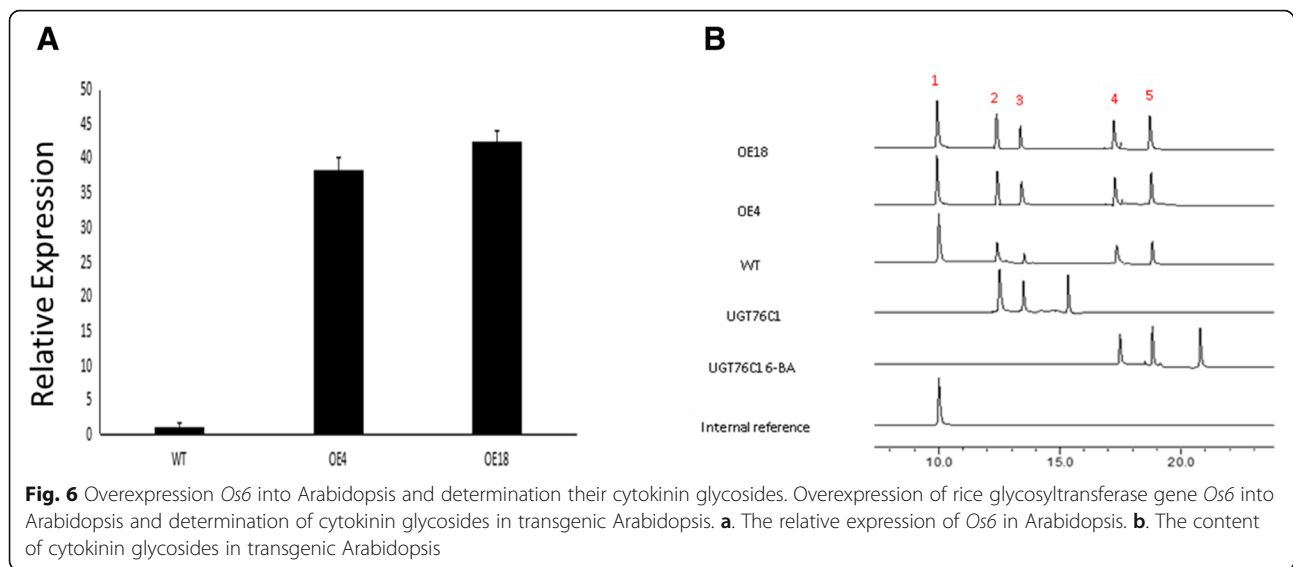 A
B
50
45
40
35
30
25
20
15
10
5
0
Relative Expression
WT
OE4
OE18
1
2
3
4
5
OE18
OE4
WT
UGT76C1
UGT76C16-BA
Internal reference
10.0
15.0
20.0
Fig. 6 Overexpression Os6 into Arabidopsis and determination their cytokinin glycosides. Overexpression of rice glycosyltransferase gene Os6 into
Arabidopsis and determination of cytokinin glycosides in transgenic Arabidopsis. a. The relative expression of Os6 in Arabidopsis. b. The content
of cytokinin glycosides in transgenic Arabidopsis